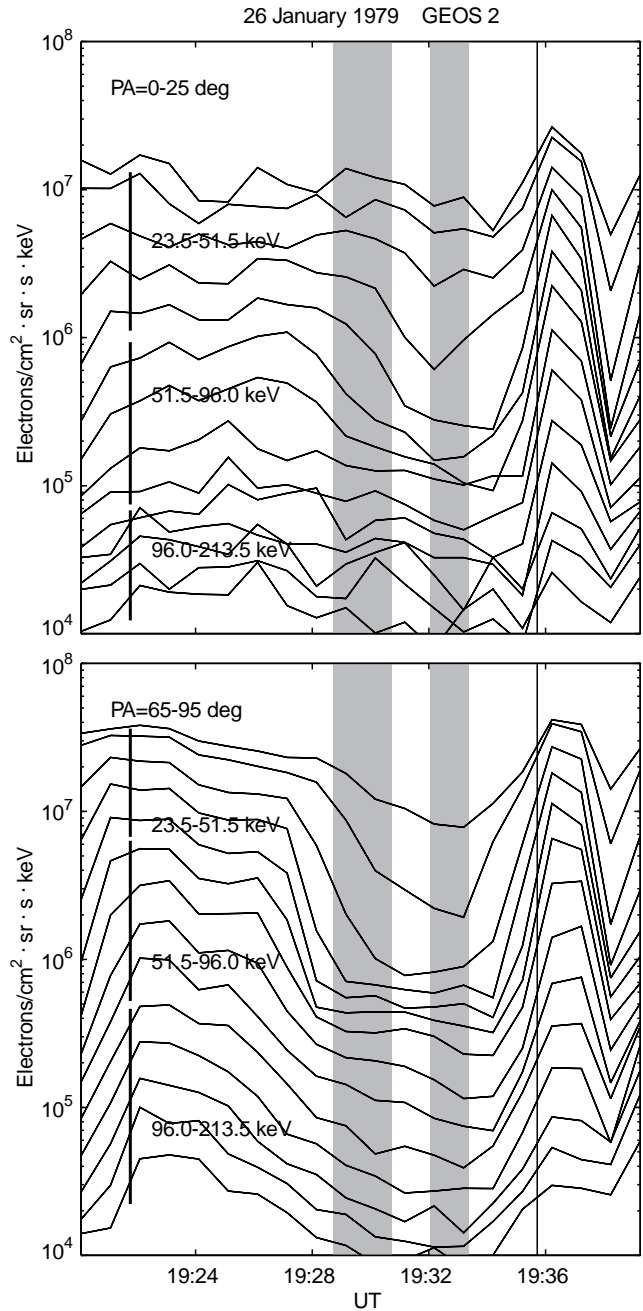 26 January 1979 GEOS 2
10^8
PA=0-25 deg
10^7
23.5-51.5 keV
10^6
51.5-96.0 keV
10^5
96.0-213.5 keV
10^4
Electrons/cm^2 · sr · s · keV
10^8
PA=65-95 deg
10^7
23.5-51.5 keV
10^6
51.5-96.0 keV
10^5
96.0-213.5 keV
10^4
Electrons/cm^2 · sr · s · keV
19:24 19:28 19:32 19:36
UT